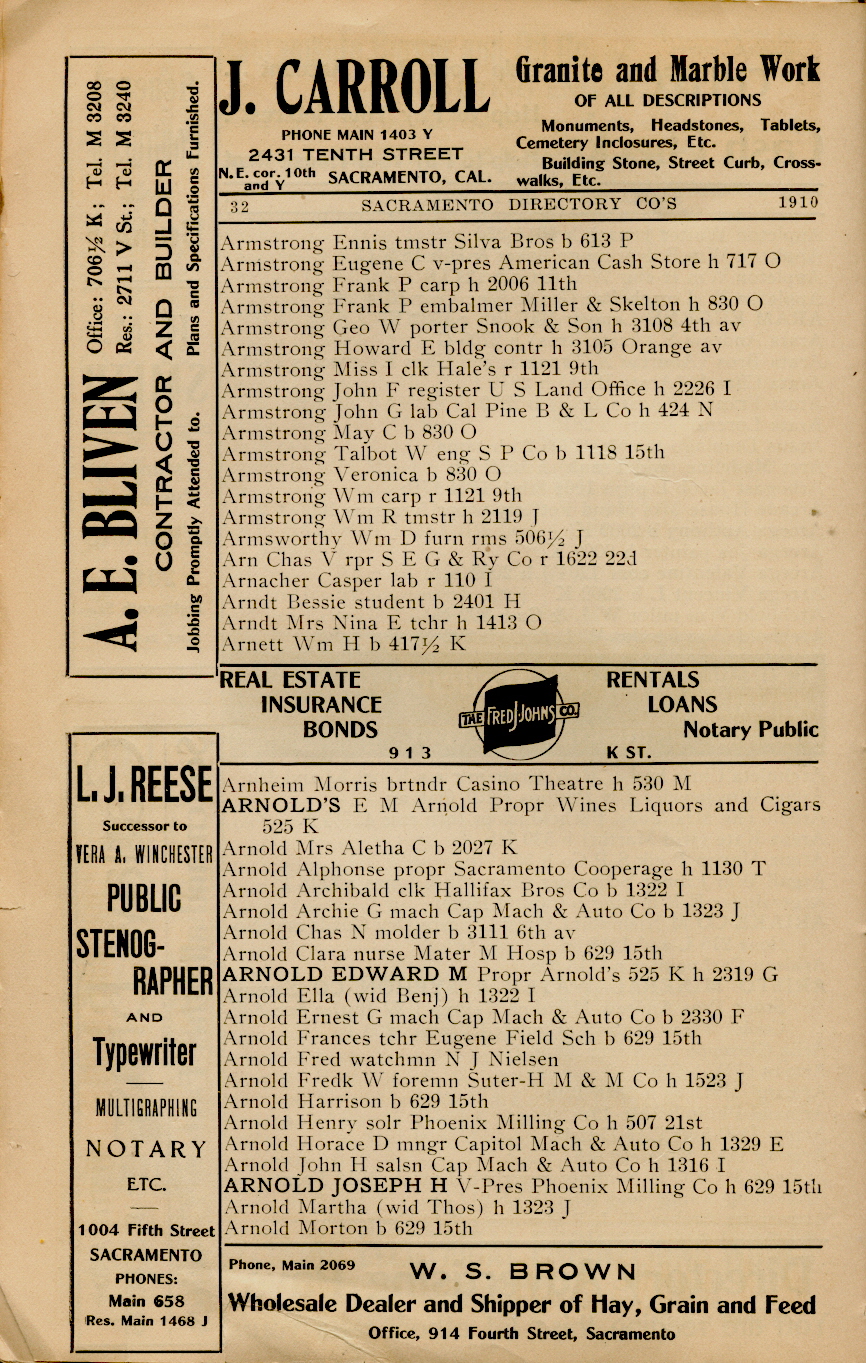 J. CARROLL
PHONE MAIN 1403 Y
2431 TENTH STREET
N.E. cor. 10th and Y SACRAMENTO, CAL.
Granite and Marble Work
OF ALL DESCRIPTIONS
Monuments, Headstones, Tablets,
Cemetery Inclosures, Etc.
Building Stone, Street Curb, Cross-
walks, Etc.
32 SACRAMENTO DIRECTORY CO'S 1910
A. E. BLIVEN
Office: 706½ K; Tel. M 3208
Res.: 2711 V St.; Tel. M 3240
CONTRACTOR AND BUILDER
Jobbing Promptly Attended to. Plans and Specifications Furnished.
Armstrong Ennis tmstr Silva Bros b 613 P
Armstrong Eugene C v-pres American Cash Store h 717 O
Armstrong Frank P carp h 2006 11th
Armstrong Frank P embalmer Miller & Skelton h 830 O
Armstrong Geo W porter Snook & Son h 3108 4th av
Armstrong Howard E bldg contr h 3105 Orange av
Armstrong Miss I clk Hale's r 1121 9th
Armstrong John F register U S Land Office h 2226 I
Armstrong John G lab Cal Pine B & L Co h 424 N
Armstrong May C b 830 O
Armstrong Talbot W eng S P Co b 1118 15th
Armstrong Veronica b 830 O
Armstrong Wm carp r 1121 9th
Armstrong Wm R tmstr h 2119 J
Armsworthy Wm D furn rms 506½ J
Arn Chas V rpr S E G & Ry Co r 1622 22d
Arnacher Casper lab r 110 I
Arndt Bessie student b 2401 H
Arndt Mrs Nina E tchr h 1413 O
Arnett Wm H b 417½ K
REAL ESTATE
INSURANCE
BONDS
913
THE FRED J. JOHNS CO.
RENTALS
LOANS
Notary Public
K ST.
L. J. REESE
Successor to
VERA A. WINCHESTER
PUBLIC
STENOG-
RAPHER
AND
Typewriter
MULTIGRAPHING
NOTARY
ETC.
1004 Fifth Street
SACRAMENTO
PHONES:
Main 658
Res. Main 1468 J
Arnheim Morris brtndr Casino Theatre h 530 M
ARNOLD'S E M Arnold Propr Wines Liquors and Cigars
525 K
Arnold Mrs Aletha C b 2027 K
Arnold Alphonse propr Sacramento Cooperage h 1130 T
Arnold Archibald clk Hallifax Bros Co b 1322 I
Arnold Archie G mach Cap Mach & Auto Co b 1323 J
Arnold Chas N molder b 3111 6th av
Arnold Clara nurse Mater M Hosp b 629 15th
ARNOLD EDWARD M Propr Arnold's 525 K h 2319 G
Arnold Ella (wid Benj) h 1322 I
Arnold Ernest G mach Cap Mach & Auto Co b 2330 F
Arnold Frances tchr Eugene Field Sch b 629 15th
Arnold Fred watchmn N J Nielsen
Arnold Fredk W foremn Suter-H M & M Co h 1523 J
Arnold Harrison b 629 15th
Arnold Henry solr Phoenix Milling Co h 507 21st
Arnold Horace D mngr Capitol Mach & Auto Co h 1329 E
Arnold John H salsn Cap Mach & Auto Co h 1316 I
ARNOLD JOSEPH H V-Pres Phoenix Milling Co h 629 15th
Arnold Martha (wid Thos) h 1323 J
Arnold Morton b 629 15th
Phone, Main 2069
W. S. BROWN
Wholesale Dealer and Shipper of Hay, Grain and Feed
Office, 914 Fourth Street, Sacramento